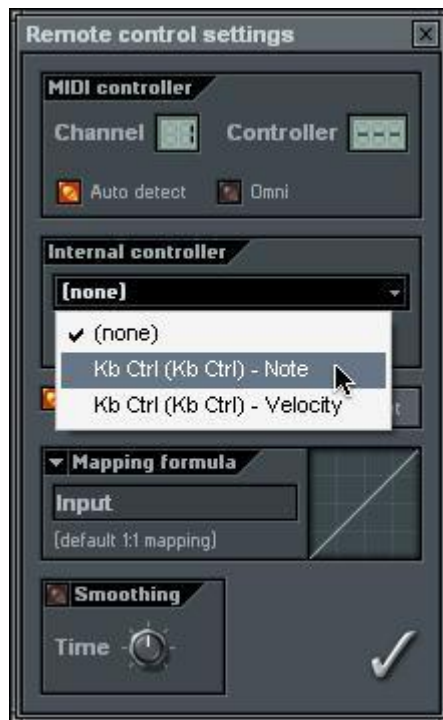 Remote control settings
MIDI controller
Channel
Controller ---
Auto detect
Omni
Internal controller
(none)
(none)
Kb Ctrl (Kb Ctrl) - Note
Kb Ctrl (Kb Ctrl) - Velocity
Mapping formula
Input
(default 1:1 mapping)
Smoothing
Time